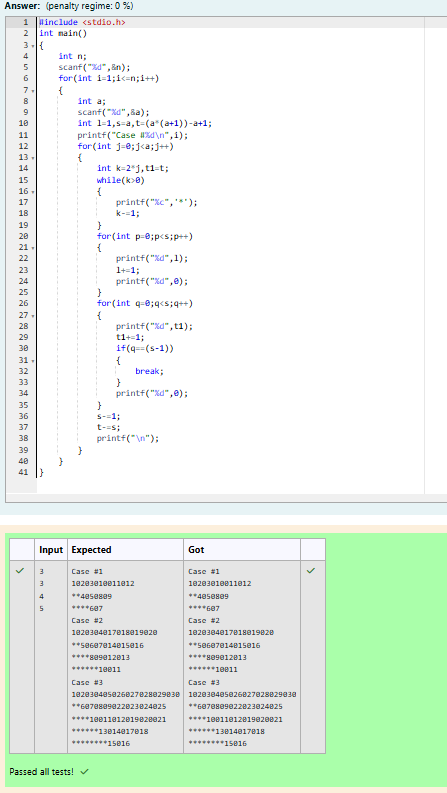 Answer: (penalty regime: 0 %)
1 #include <stdio.h>
2 int main()
3 {
4 int n;
5 scanf("%d",&n);
6 for(int i=1;i<=n;i++)
7 {
8 int a;
9 scanf("%d",&a);
10 int l=1,s=a,t=(a*(a+1))-a+1;
11 printf("Case #%d\n",i);
12 for(int j=0;j<a;j++)
13 {
14 int k=2*j,t1=t;
15 while(k>0)
16 {
17 printf("%c",'*');
18 k-=1;
19 }
20 for(int p=0;p<s;p++)
21 {
22 printf("%d",l);
23 l+=1;
24 printf("%d",0);
25 }
26 for(int q=0;q<s;q++)
27 {
28 printf("%d",t1);
29 t1+=1;
30 if(q==(s-1))
31 {
32 break;
33 }
34 printf("%d",0);
35 }
36 s-=1;
37 t-=s;
38 printf("\n");
39 }
40 }
41 }
Input Expected Got
3 Case #1 Case #1
3 10203010011012 10203010011012
4 **4050809 **4050809
5 ****607 ****607
Case #2 Case #2
1020304017018019020 1020304017018019020
**50607014015016 **50607014015016
****809012013 ****809012013
******10011 ******10011
Case #3 Case #3
102030405026027028029030 102030405026027028029030
**6070809022023024025 **6070809022023024025
****10011012019020021 ****10011012019020021
******13014017018 ******13014017018
********15016 ********15016
Passed all tests!